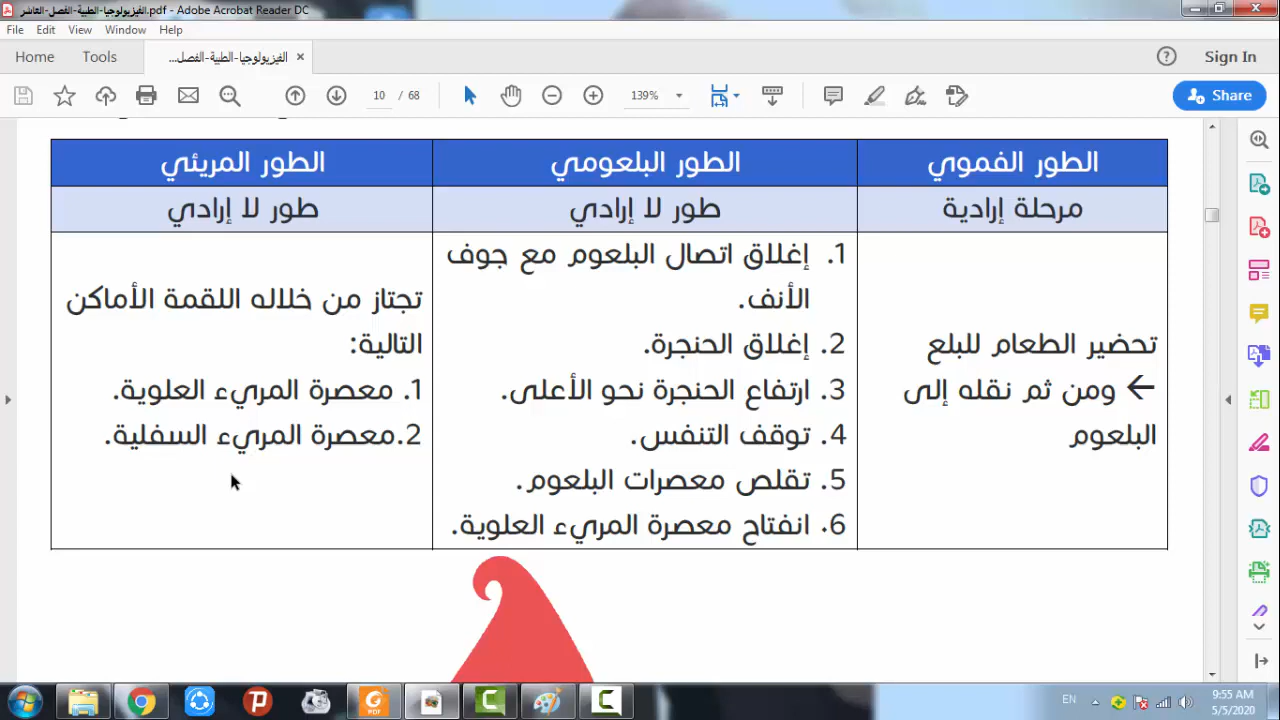 الفيزيولوجيا-الطبية-الفصل-العاشر.pdf - Adobe Acrobat Reader DC
File Edit View Window Help
Home Tools الفيزيولوجيا-الطبية-الفصل... × Sign In
10 / 68 139% Share
الطور الفموي الطور البلعومي الطور المريئي
مرحلة إرادية طور لا إرادي طور لا إرادي
تحضير الطعام للبلع
← ومن ثم نقله إلى
البلعوم
1. إغلاق اتصال البلعوم مع جوف
الأنف.
2. إغلاق الحنجرة.
3. ارتفاع الحنجرة نحو الأعلى.
4. توقف التنفس.
5. تقلص معصرات البلعوم.
6. انفتاح معصرة المريء العلوية.
تجتاز من خلاله اللقمة الأماكن
التالية:
1. معصرة المريء العلوية.
2.معصرة المريء السفلية.
EN 9:55 AM
5/5/2020